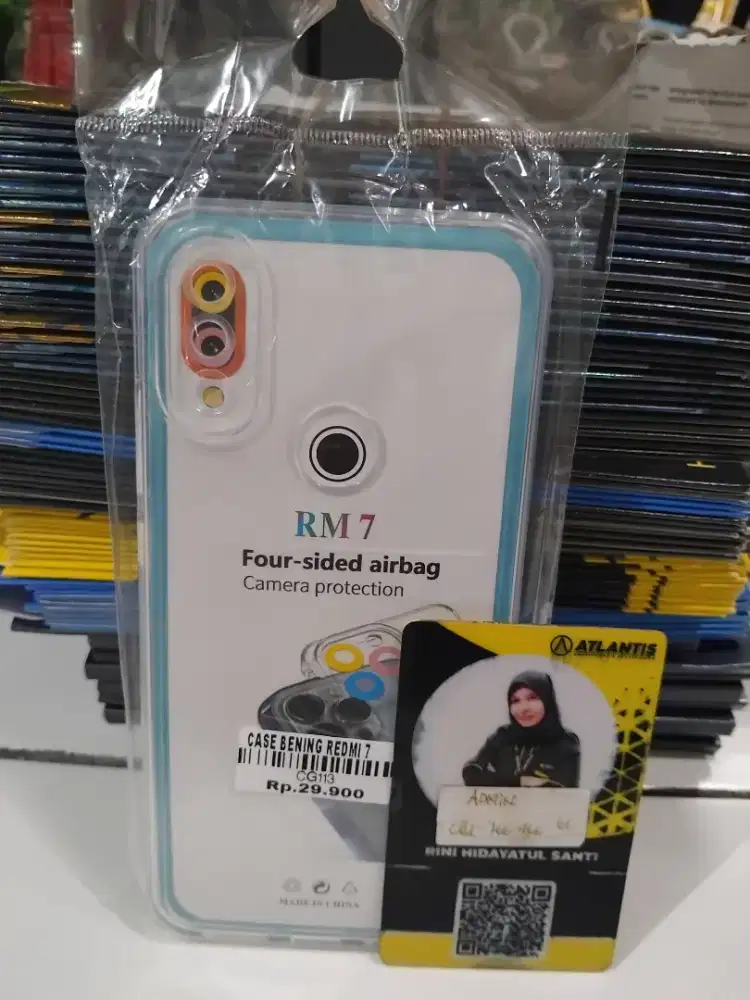 RM 7
Four-sided airbag
Camera protection
CASE BENING REDMI 7
CG113
Rp.29.900
MADE IN CHINA
ATLANTIS
ADMIN
RINI HIDAYATUL SANTI